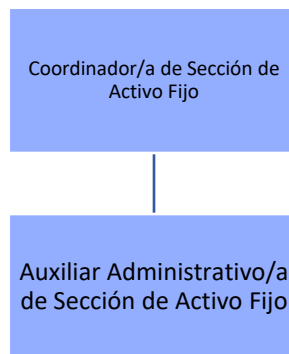 Coordinador/a de Sección de
Activo Fijo
Auxiliar Administrativo/a
de Sección de Activo Fijo